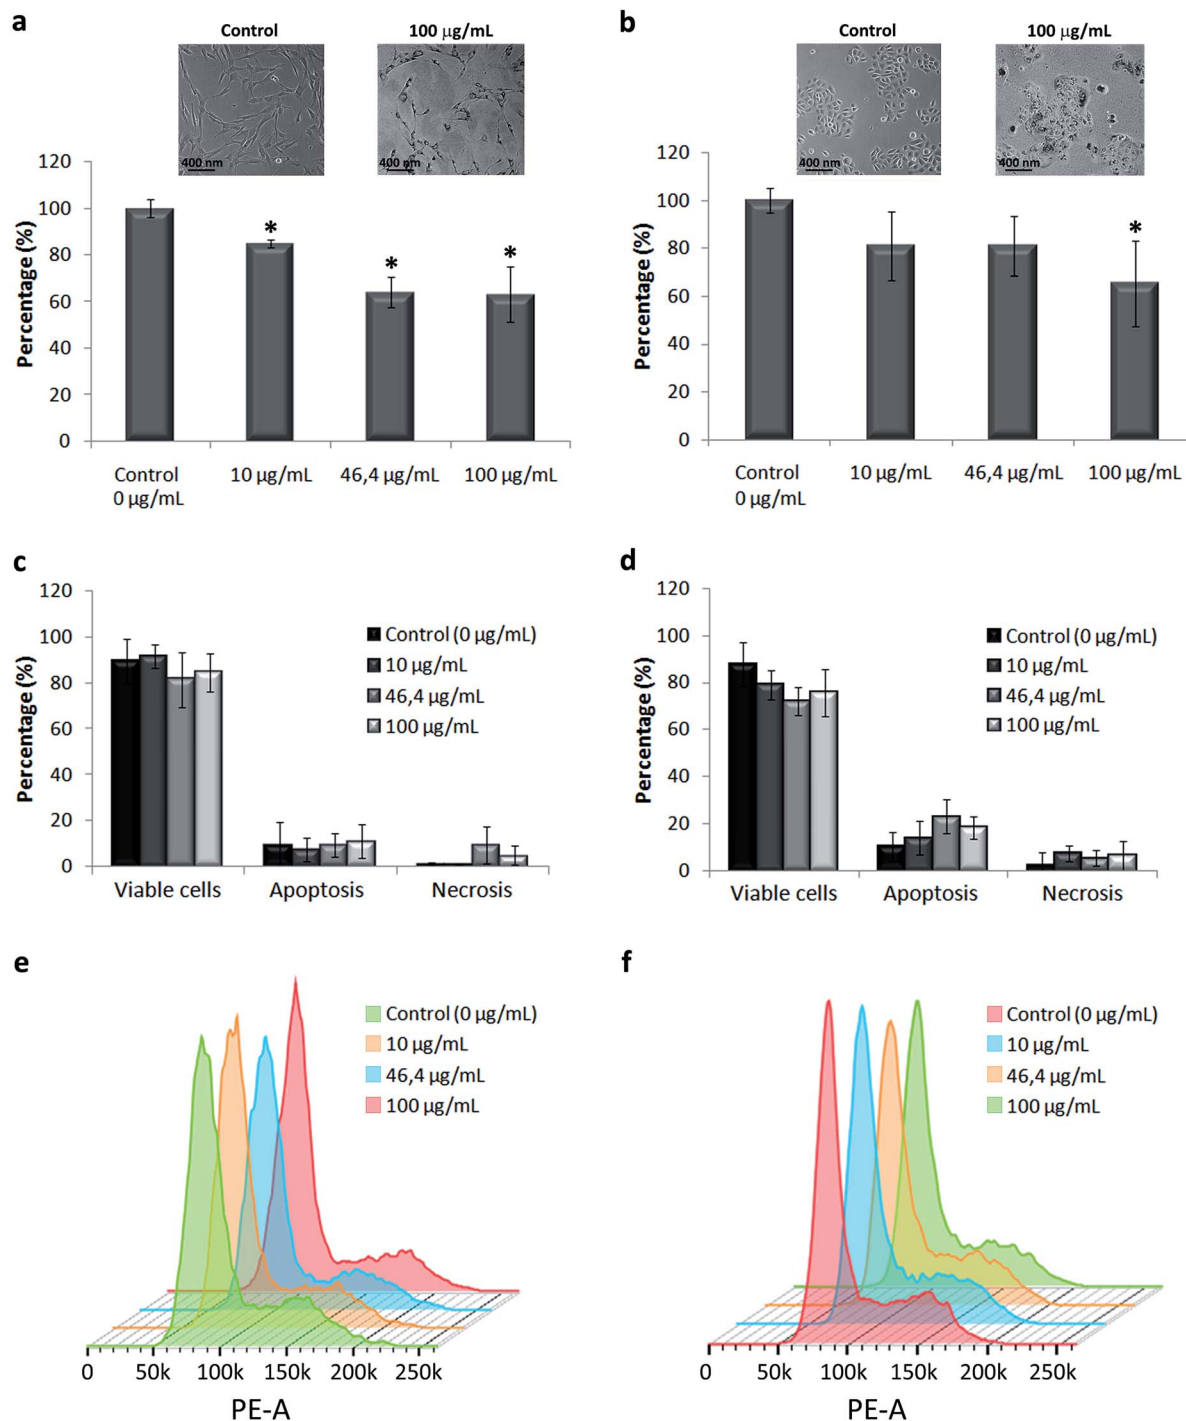 a
Control
100 µg/mL
400 nm
400 nm
120
100
80
60
40
20
0
Percentage (%)
*
*
*
Control
0 µg/mL
10 µg/mL
46,4 µg/mL
100 µg/mL
b
Control
100 µg/mL
400 nm
400 nm
120
100
80
60
40
20
0
Percentage (%)
*
Control
0 µg/mL
10 µg/mL
46,4 µg/mL
100 µg/mL
c
120
100
80
60
40
20
0
Percentage (%)
Control (0 µg/mL)
10 µg/mL
46,4 µg/mL
100 µg/mL
Viable cells
Apoptosis
Necrosis
d
120
100
80
60
40
20
0
Percentage (%)
Control (0 µg/mL)
10 µg/mL
46,4 µg/mL
100 µg/mL
Viable cells
Apoptosis
Necrosis
e
Control (0 µg/mL)
10 µg/mL
46,4 µg/mL
100 µg/mL
0 50k 100k 150k 200k 250k
PE-A
f
Control (0 µg/mL)
10 µg/mL
46,4 µg/mL
100 µg/mL
0 50k 100k 150k 200k 250k
PE-A